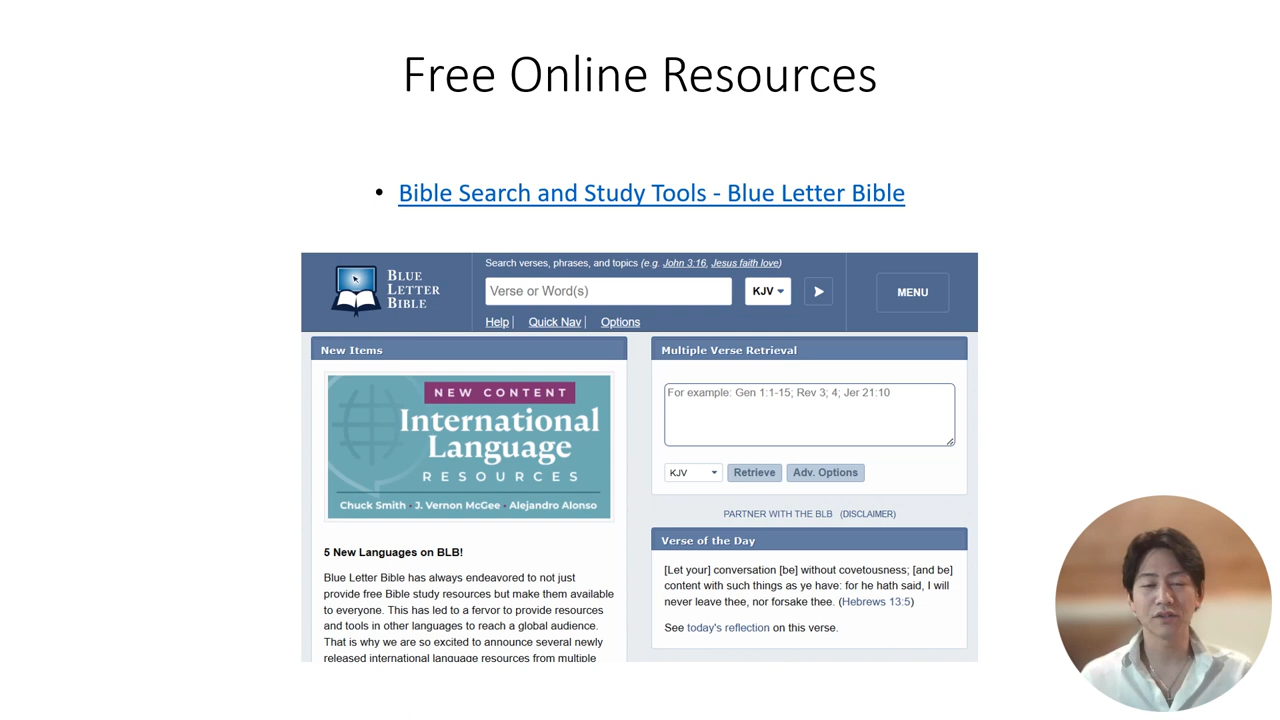 Free Online Resources
• Bible Search and Study Tools - Blue Letter Bible
BLUE
LETTER
BIBLE
Search verses, phrases, and topics (e.g. John 3:16, Jesus faith love)
Verse or Word(s)
KJV
MENU
Help
Quick Nav
Options
New Items
NEW CONTENT
International
Language
RESOURCES
Chuck Smith • J. Vernon McGee • Alejandro Alonso
5 New Languages on BLB!
Blue Letter Bible has always endeavored to not just
provide free Bible study resources but make them available
to everyone. This has led to a fervor to provide resources
and tools in other languages to reach a global audience.
That is why we are so excited to announce several newly
released international language resources from multiple
Multiple Verse Retrieval
For example: Gen 1:1-15; Rev 3; 4; Jer 21:10
KJV
Retrieve
Adv. Options
PARTNER WITH THE BLB (DISCLAIMER)
Verse of the Day
[Let your] conversation [be] without covetousness; [and be]
content with such things as ye have: for he hath said, I will
never leave thee, nor forsake thee. (Hebrews 13:5)
See today's reflection on this verse.